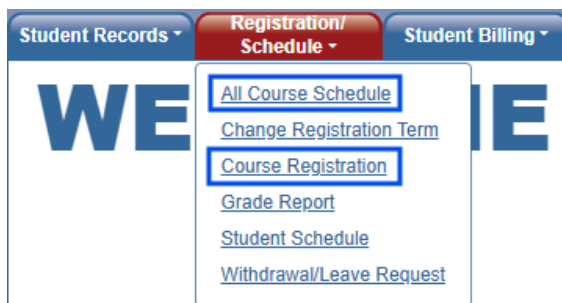 Student Records
Registration/
Schedule
Student Billing
WE
E
All Course Schedule
Change Registration Term
Course Registration
Grade Report
Student Schedule
Withdrawal/Leave Request